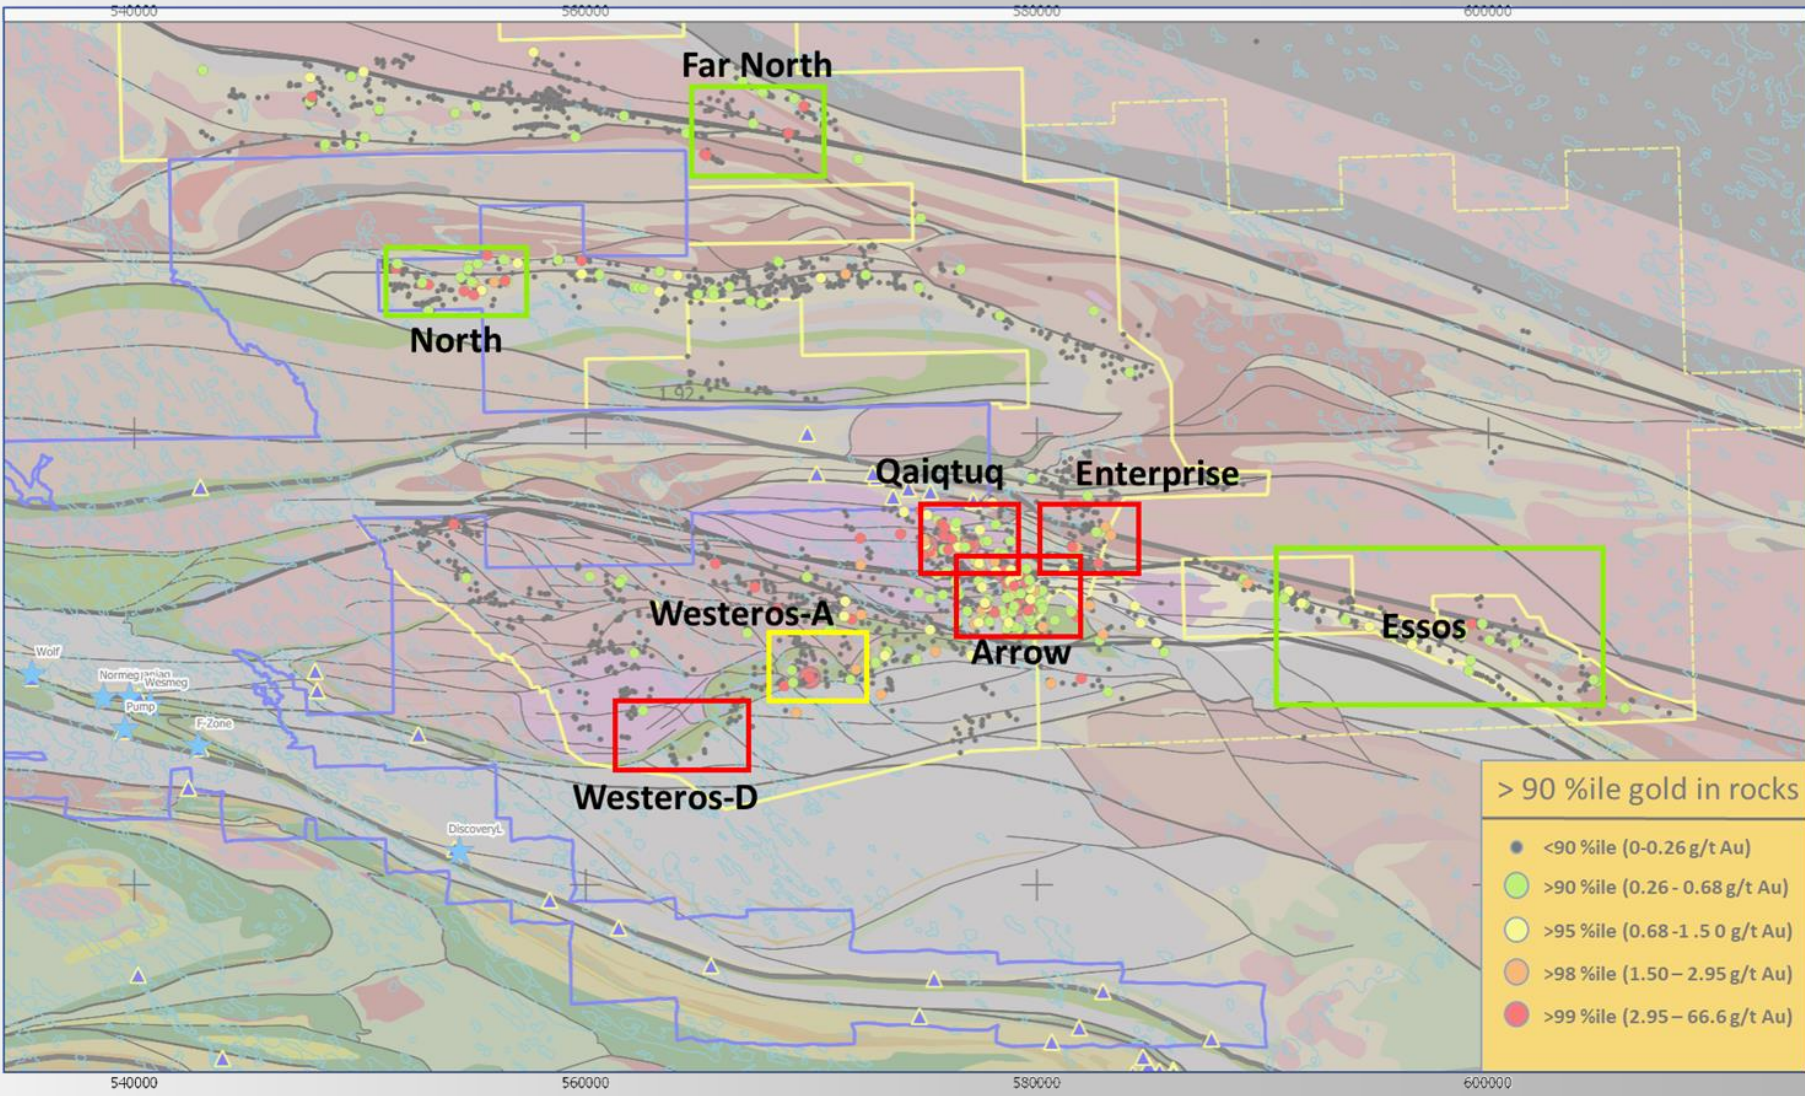 540000
560000
580000
600000
Far North
North
1.92
Qaiqtuq
Enterprise
Westeros-A
Essos
Arrow
Wolf
Wesmeg
Pump
F-Zone
Westeros-D
> 90 %ile gold in rocks
DiscoveryL
<90 %ile (0-0.26 g/t Au)
>90 %ile (0.26 - 0.68 g/t Au)
>95 %ile (0.68 -1 .5 0 g/t Au)
>98 %ile (1.50 – 2.95 g/t Au)
>99 %ile (2.95 – 66.6 g/t Au)
540000
560000
580000
600000